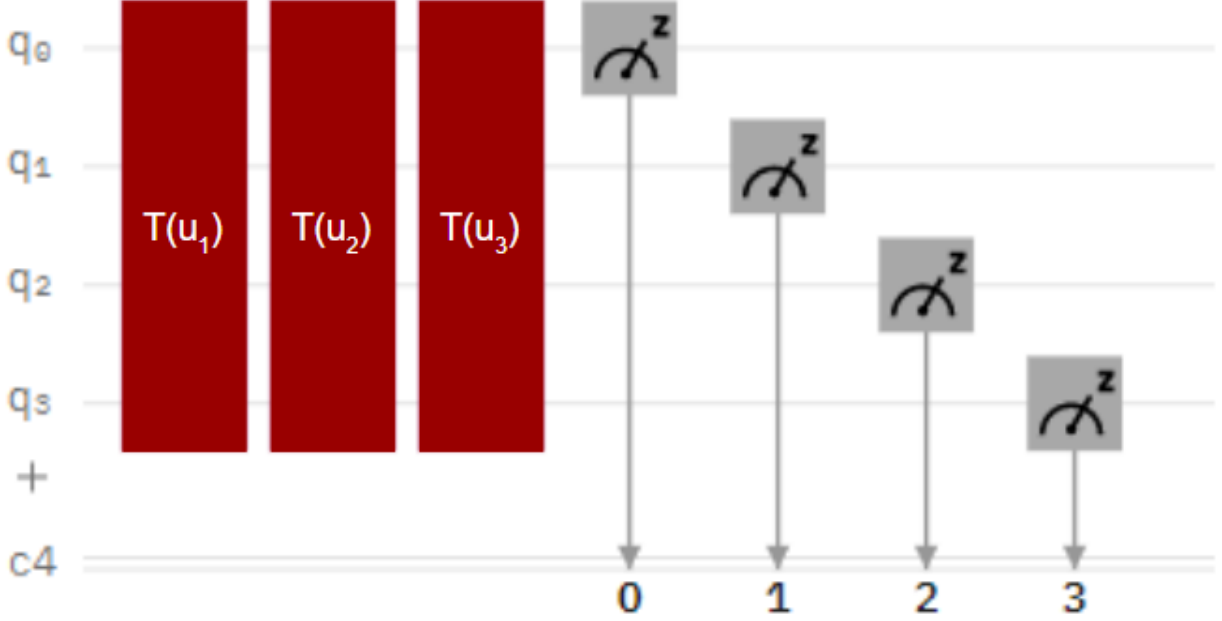 q₀ z
q₁ z
T(u₁) T(u₂) T(u₃)
q₂ z
q₃ z
+
c4
0 1 2 3